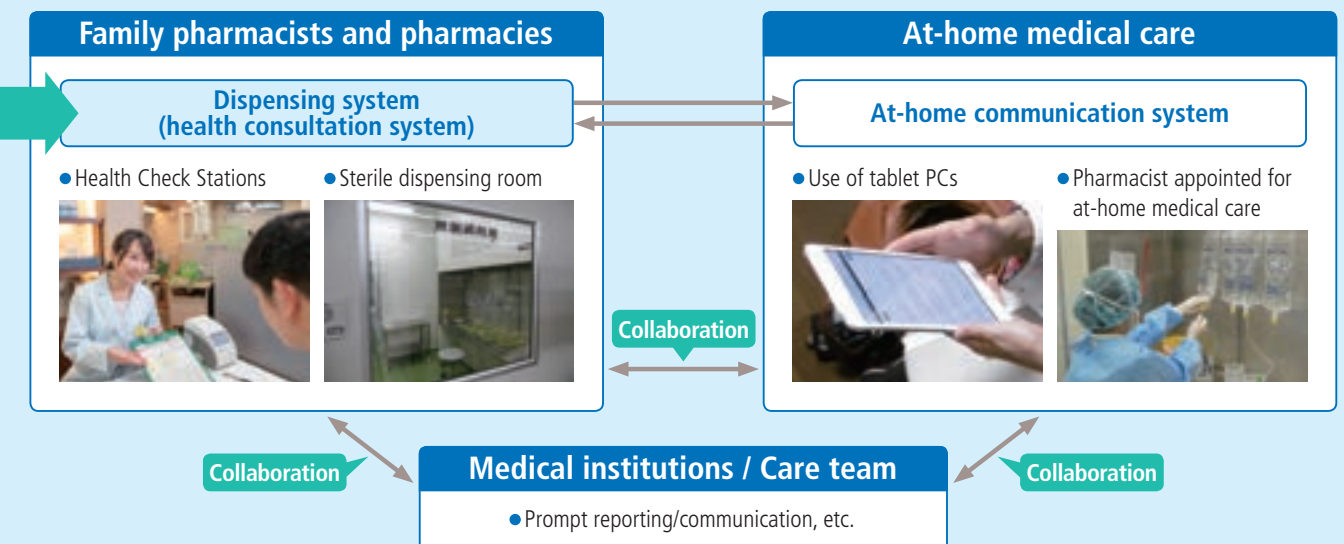 Family pharmacists and pharmacies
Dispensing system
(health consultation system)
● Health Check Stations
● Sterile dispensing room
At-home medical care
At-home communication system
● Use of tablet PCs
● Pharmacist appointed for
at-home medical care
Collaboration
Collaboration
Collaboration
Medical institutions / Care team
● Prompt reporting/communication, etc.